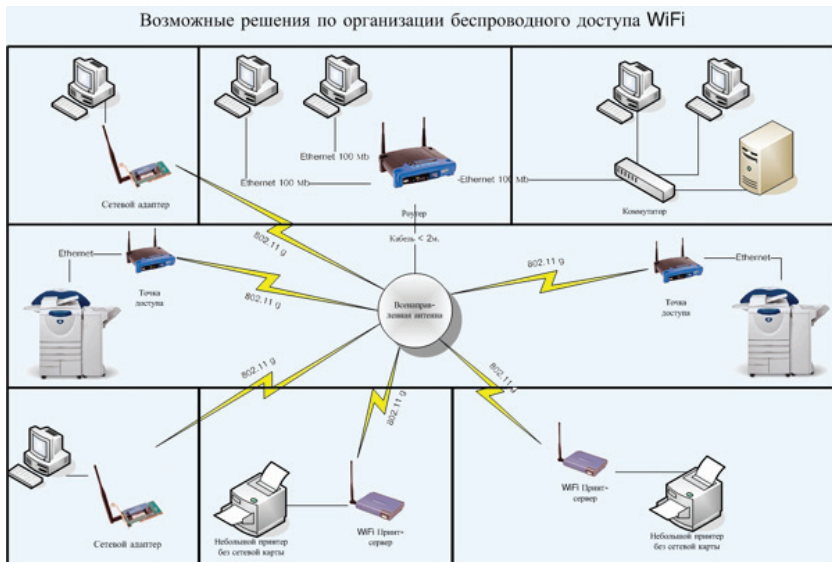 Возможные решения по организации беспроводного доступа WiFi
Ethernet 100 Mb
Ethernet 100 Mb
Ethernet 100 Mb
Сетевой адаптер
Роутер
Коммутатор
Кабель < 2м.
802.11 g
Ethernet
Точка
доступа
802.11 g
Всенаправ-
ленная антенна
802.11 g
Ethernet
Точка
доступа
802.11 g
802.11 g
802.11 g
Сетевой адаптер
Небольшой принтер
без сетевой карты
WiFi Принт-
сервер
WiFi Принт-
сервер
Небольшой принтер
без сетевой карты